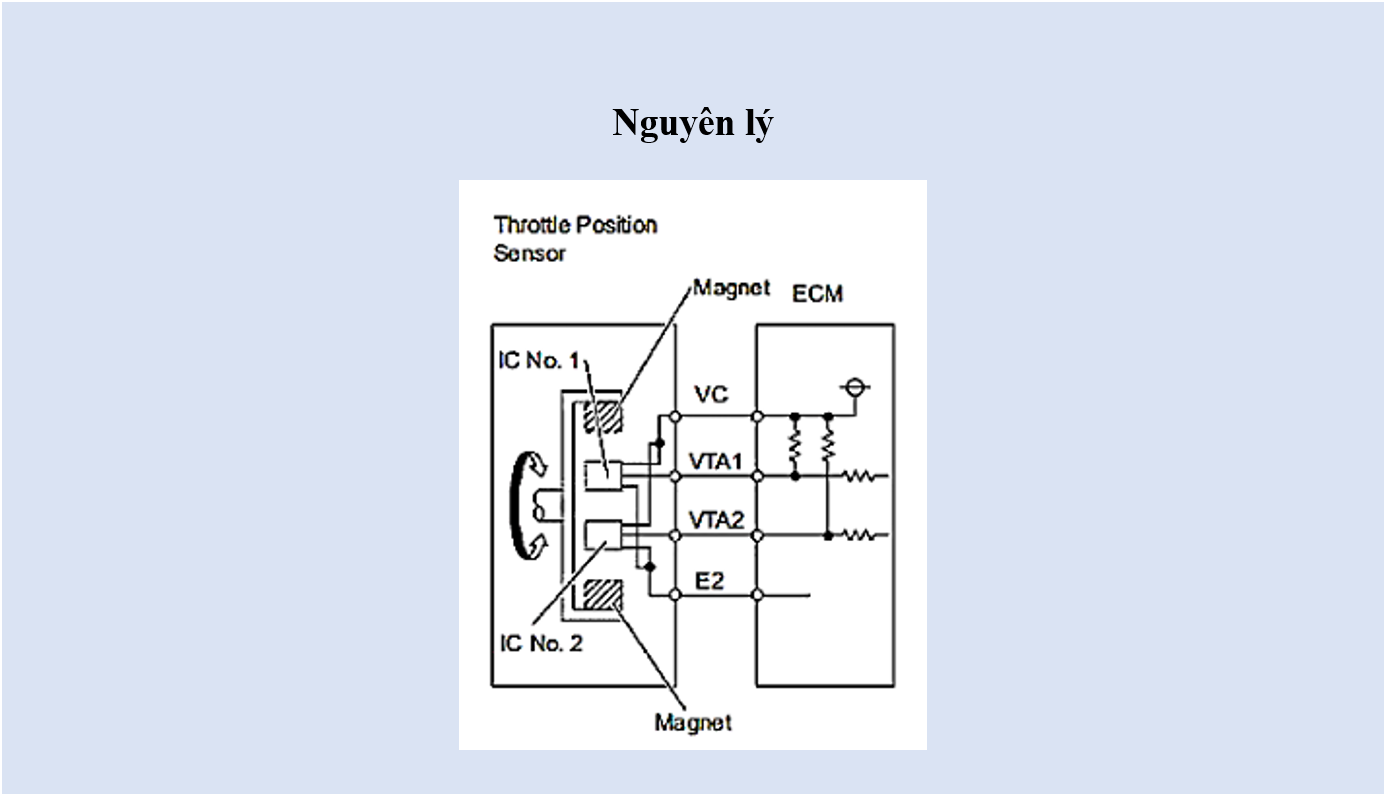 Nguyên lý
Throttle Position
Sensor
Magnet
ECM
IC No. 1
VC
VTA1
VTA2
E2
IC No. 2
Magnet